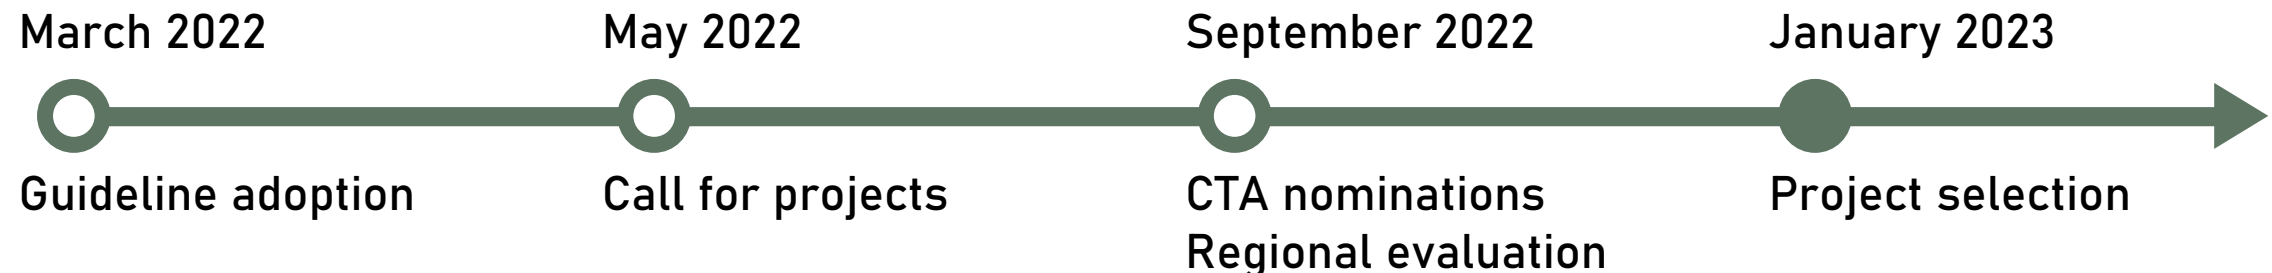 March 2022
Guideline adoption
May 2022
Call for projects
September 2022
CTA nominations
Regional evaluation
January 2023
Project selection